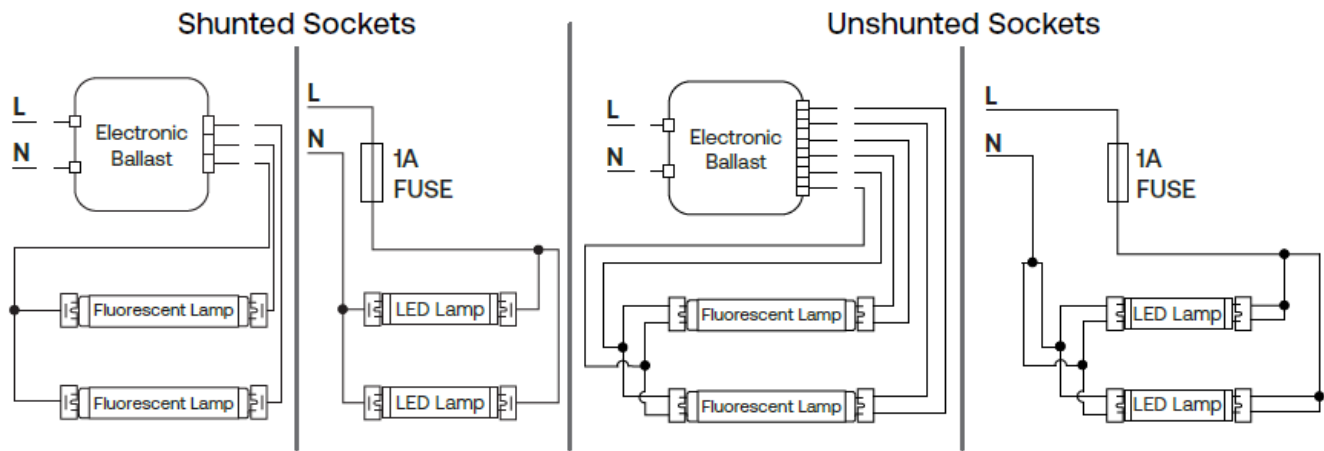 Shunted Sockets
Unshunted Sockets
L
N
Electronic
Ballast
Fluorescent Lamp
Fluorescent Lamp
L
N
1A
FUSE
LED Lamp
LED Lamp
L
N
Electronic
Ballast
Fluorescent Lamp
Fluorescent Lamp
L
N
1A
FUSE
LED Lamp
LED Lamp